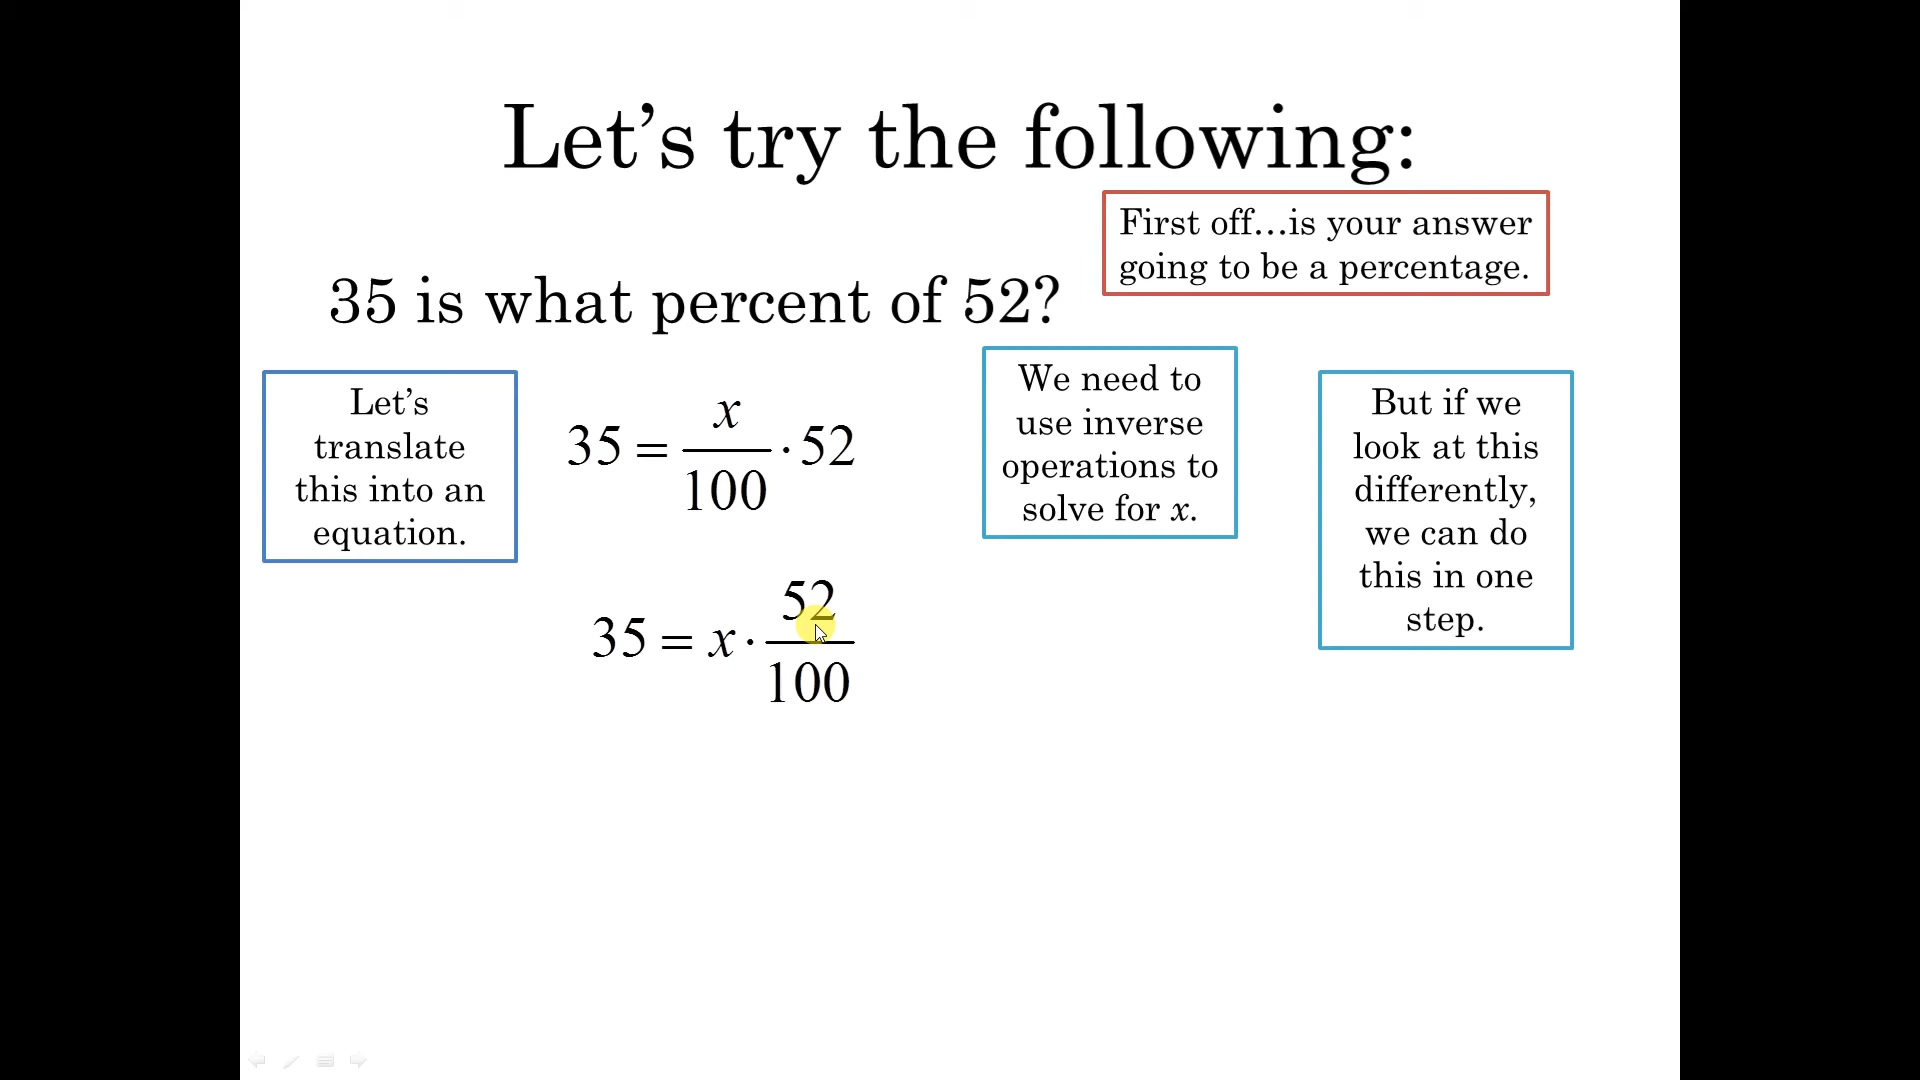 Let’s try the following:
First off...is your answer
going to be a percentage.
35 is what percent of 52?
Let’s
translate
this into an
equation.
35 = x/100 · 52
We need to
use inverse
operations to
solve for x.
But if we
look at this
differently,
we can do
this in one
step.
35 = x · 52/100